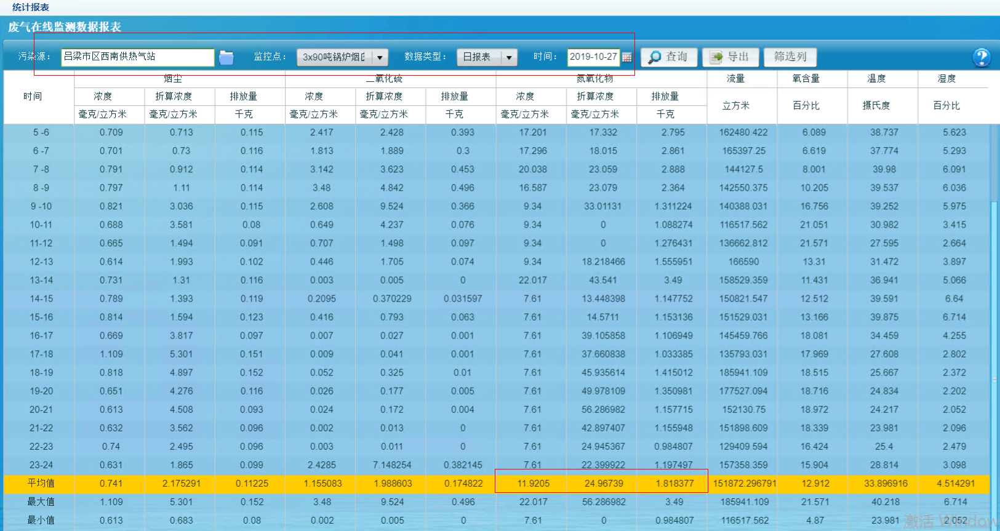 统计报表
废气在线监测数据报表
污染源： 吕梁市区西南供热气站 监控点： 3x90吨锅炉烟 数据类型： 日报表 时间： 2019-10-27 查询 导出 筛选列
烟尘 二氧化硫 氮氧化物 流量 氧含量 温度 湿度
时间 浓度 折算浓度 排放量 浓度 折算浓度 排放量 浓度 折算浓度 排放量
立方米 百分比 摄氏度 百分比
毫克/立方米 毫克/立方米 千克 毫克/立方米 毫克/立方米 千克 毫克/立方米 毫克/立方米 千克
5 -6 0.709 0.713 0.115 2.417 2.428 0.393 17.201 17.332 2.795 162480.422 6.089 38.737 5.623
6 -7 0.701 0.73 0.116 1.813 1.889 0.3 17.296 18.015 2.861 165397.25 6.619 37.774 5.293
7 -8 0.791 0.912 0.114 3.142 3.623 0.453 20.038 23.059 2.888 144127.5 8.001 39.98 6.091
8 -9 0.797 1.11 0.114 3.48 4.842 0.496 16.587 23.079 2.364 142550.375 10.205 39.537 6.036
9 -10 0.821 3.036 0.115 2.608 9.524 0.366 9.34 33.01131 1.311224 140388.031 16.756 39.252 5.975
10-11 0.688 3.581 0.08 0.649 4.237 0.076 9.34 0 1.088274 116517.562 21.051 30.982 3.415
11-12 0.665 1.494 0.091 0.707 1.498 0.097 9.34 0 1.276431 136662.812 21.571 27.595 2.664
12-13 0.614 1.993 0.102 0.446 1.705 0.074 9.34 18.218466 1.555951 166590 13.31 31.472 3.897
13-14 0.731 1.31 0.116 0.003 0.005 0 22.017 43.541 3.49 158529.359 11.431 36.941 5.066
14-15 0.789 1.393 0.119 0.2095 0.370229 0.031597 7.61 13.448398 1.147752 150821.547 12.512 39.591 6.64
15-16 0.814 1.594 0.123 0.416 0.793 0.063 7.61 14.5711 1.153136 151529.031 13.166 39.875 6.714
16-17 0.669 3.817 0.097 0.007 0.027 0.001 7.61 39.105858 1.106949 145459.766 18.081 34.459 4.255
17-18 1.109 5.301 0.151 0.009 0.041 0.001 7.61 37.660838 1.033385 135793.031 17.969 27.608 2.802
18-19 0.818 4.897 0.152 0.052 0.325 0.01 7.61 45.935614 1.415012 185941.109 18.515 25.667 2.372
19-20 0.651 4.276 0.116 0.026 0.177 0.005 7.61 49.978109 1.350981 177527.094 18.716 24.834 2.202
20-21 0.613 4.508 0.093 0.024 0.172 0.004 7.61 56.286982 1.157715 152130.75 18.972 24.217 2.052
21-22 0.632 3.562 0.096 0.002 0.013 0 7.61 42.897407 1.155948 151898.609 18.339 23.981 2.096
22-23 0.74 2.495 0.096 0.003 0.011 0 7.61 24.945367 0.984807 129409.594 16.424 25.4 2.479
23-24 0.631 1.865 0.099 2.4285 7.148254 0.382145 7.61 22.399922 1.197497 157358.359 15.904 28.814 3.098
平均值 0.741 2.175291 0.11225 1.155083 1.988603 0.174822 11.9205 24.96739 1.818377 151872.296791 12.912 33.896916 4.514291
最大值 1.109 5.301 0.152 3.48 9.524 0.496 22.017 56.286982 3.49 185941.109 21.571 40.218 6.714
最小值 0.613 0.683 0.08 0.002 0.005 0 7.61 0 0.984807 116517.562 4.87 23.981 2.052
激活 Window